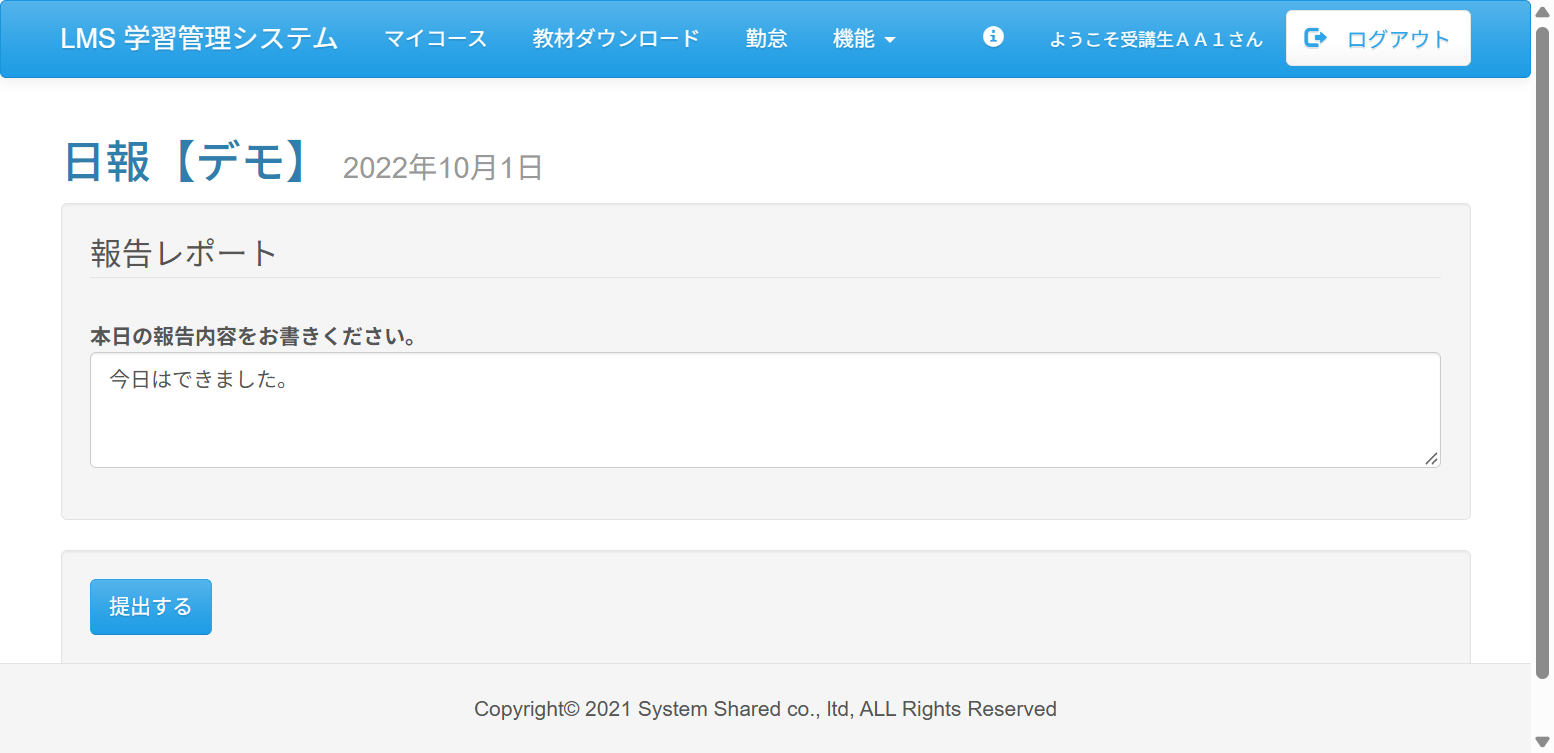 LMS 学習管理システム マイコース 教材ダウンロード 勤怠 機能 ようこそ受講生ＡＡ１さん ログアウト
日報【デモ】 2022年10月1日
報告レポート
本日の報告内容をお書きください。
今日はできました。
提出する
Copyright© 2021 System Shared co., ltd, ALL Rights Reserved